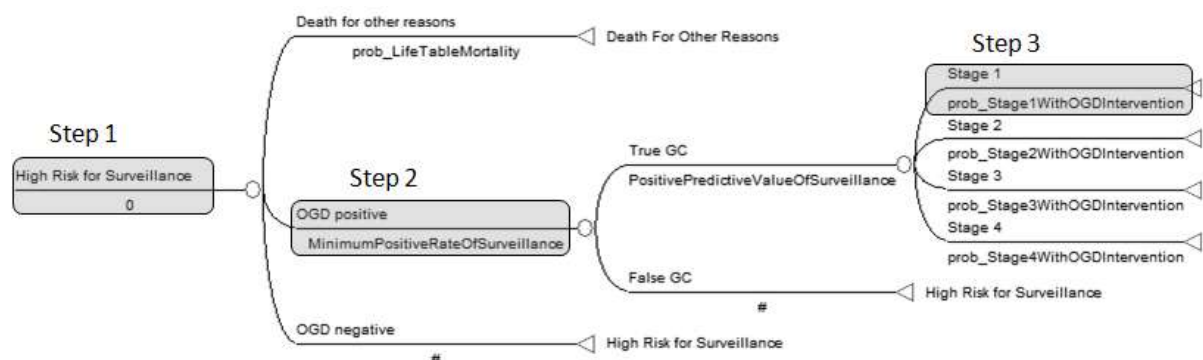 Death for other reasons
prob_LifeTableMortality
Death For Other Reasons
Step 1
High Risk for Surveillance
0
Step 2
OGD positive
MinimumPositiveRateOfSurveillance
True GC
PositivePredictiveValueOfSurveillance
Step 3
Stage 1
prob_Stage1WithOGDIntervention
Stage 2
prob_Stage2WithOGDIntervention
Stage 3
prob_Stage3WithOGDIntervention
Stage 4
prob_Stage4WithOGDIntervention
False GC
#
High Risk for Surveillance
OGD negative
#
High Risk for Surveillance